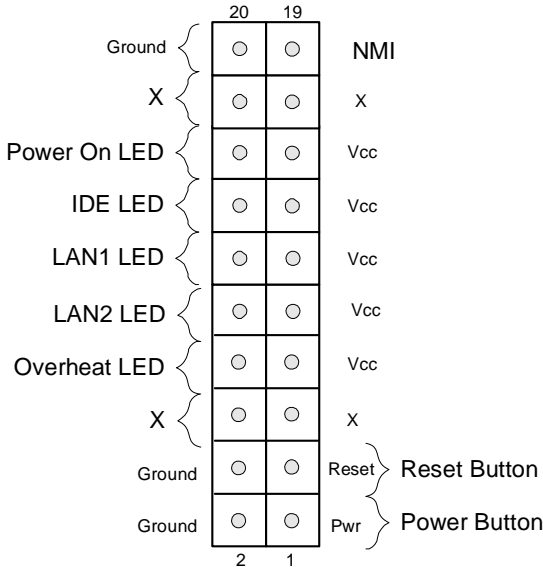 20 19
Ground NMI
X X
Power On LED Vcc
IDE LED Vcc
LAN1 LED Vcc
LAN2 LED Vcc
Overheat LED Vcc
X X
Ground Reset Reset Button
Ground Pwr Power Button
2 1